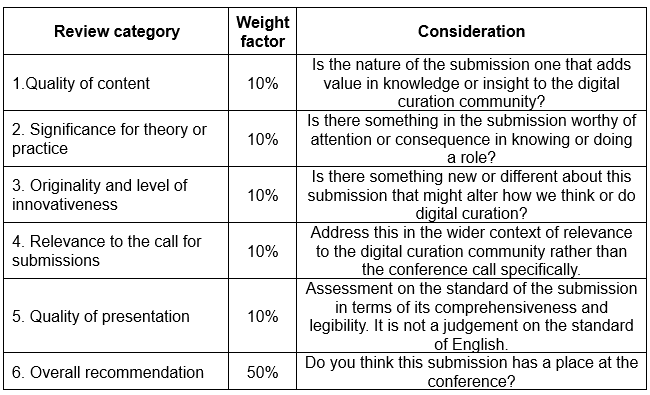 Review category
Weight
factor
Consideration
1.Quality of content
10%
Is the nature of the submission one that adds
value in knowledge or insight to the digital
curation community?
2. Significance for theory or
practice
10%
Is there something in the submission worthy of
attention or consequence in knowing or doing
a role?
3. Originality and level of
innovativeness
10%
Is there something new or different about this
submission that might alter how we think or do
digital curation?
4. Relevance to the call for
submissions
10%
Address this in the wider context of relevance
to the digital curation community rather than
the conference call specifically.
5. Quality of presentation
10%
Assessment on the standard of the submission
in terms of its comprehensiveness and
legibility. It is not a judgement on the standard
of English.
6. Overall recommendation
50%
Do you think this submission has a place at the
conference?